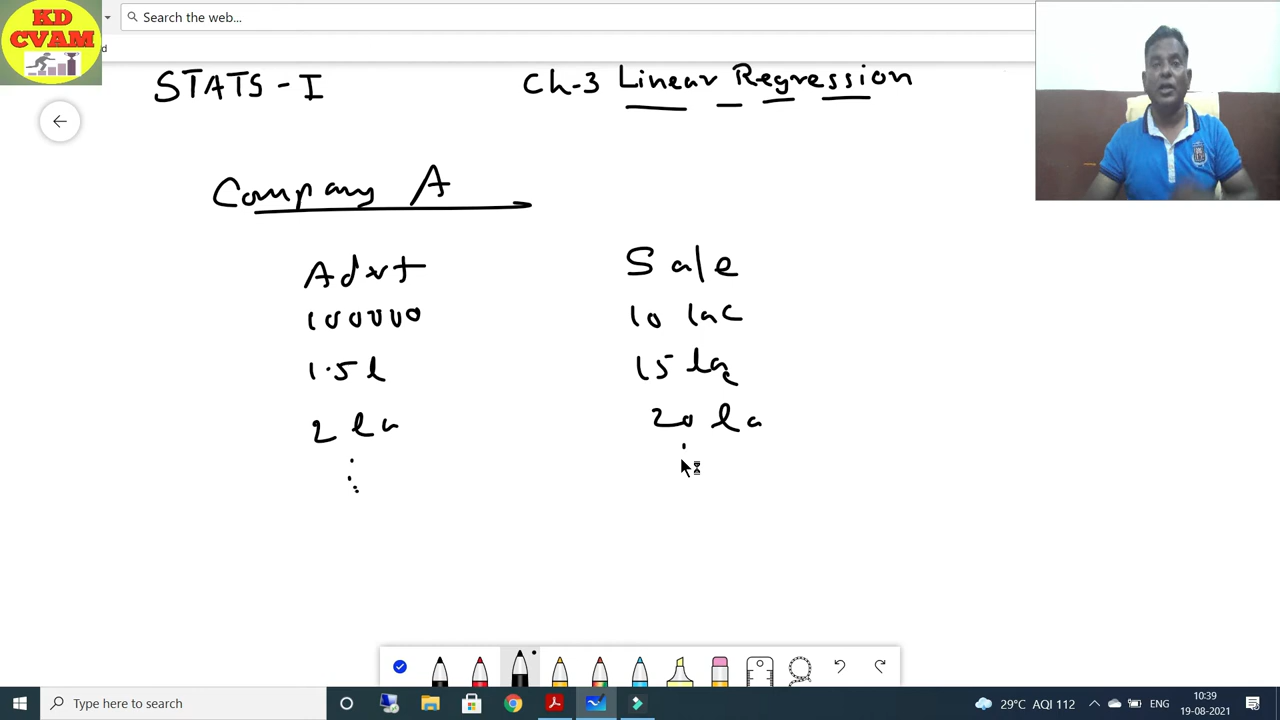 KD
CVAM
Search the web...
d
STATS - I Ch-3 Linear Regression
Company A
Advt Sale
100000 10 lac
1.5 l 15 lac
2 la 20 la
Type here to search
29°C AQI 112 ENG 10:39 19-08-2021